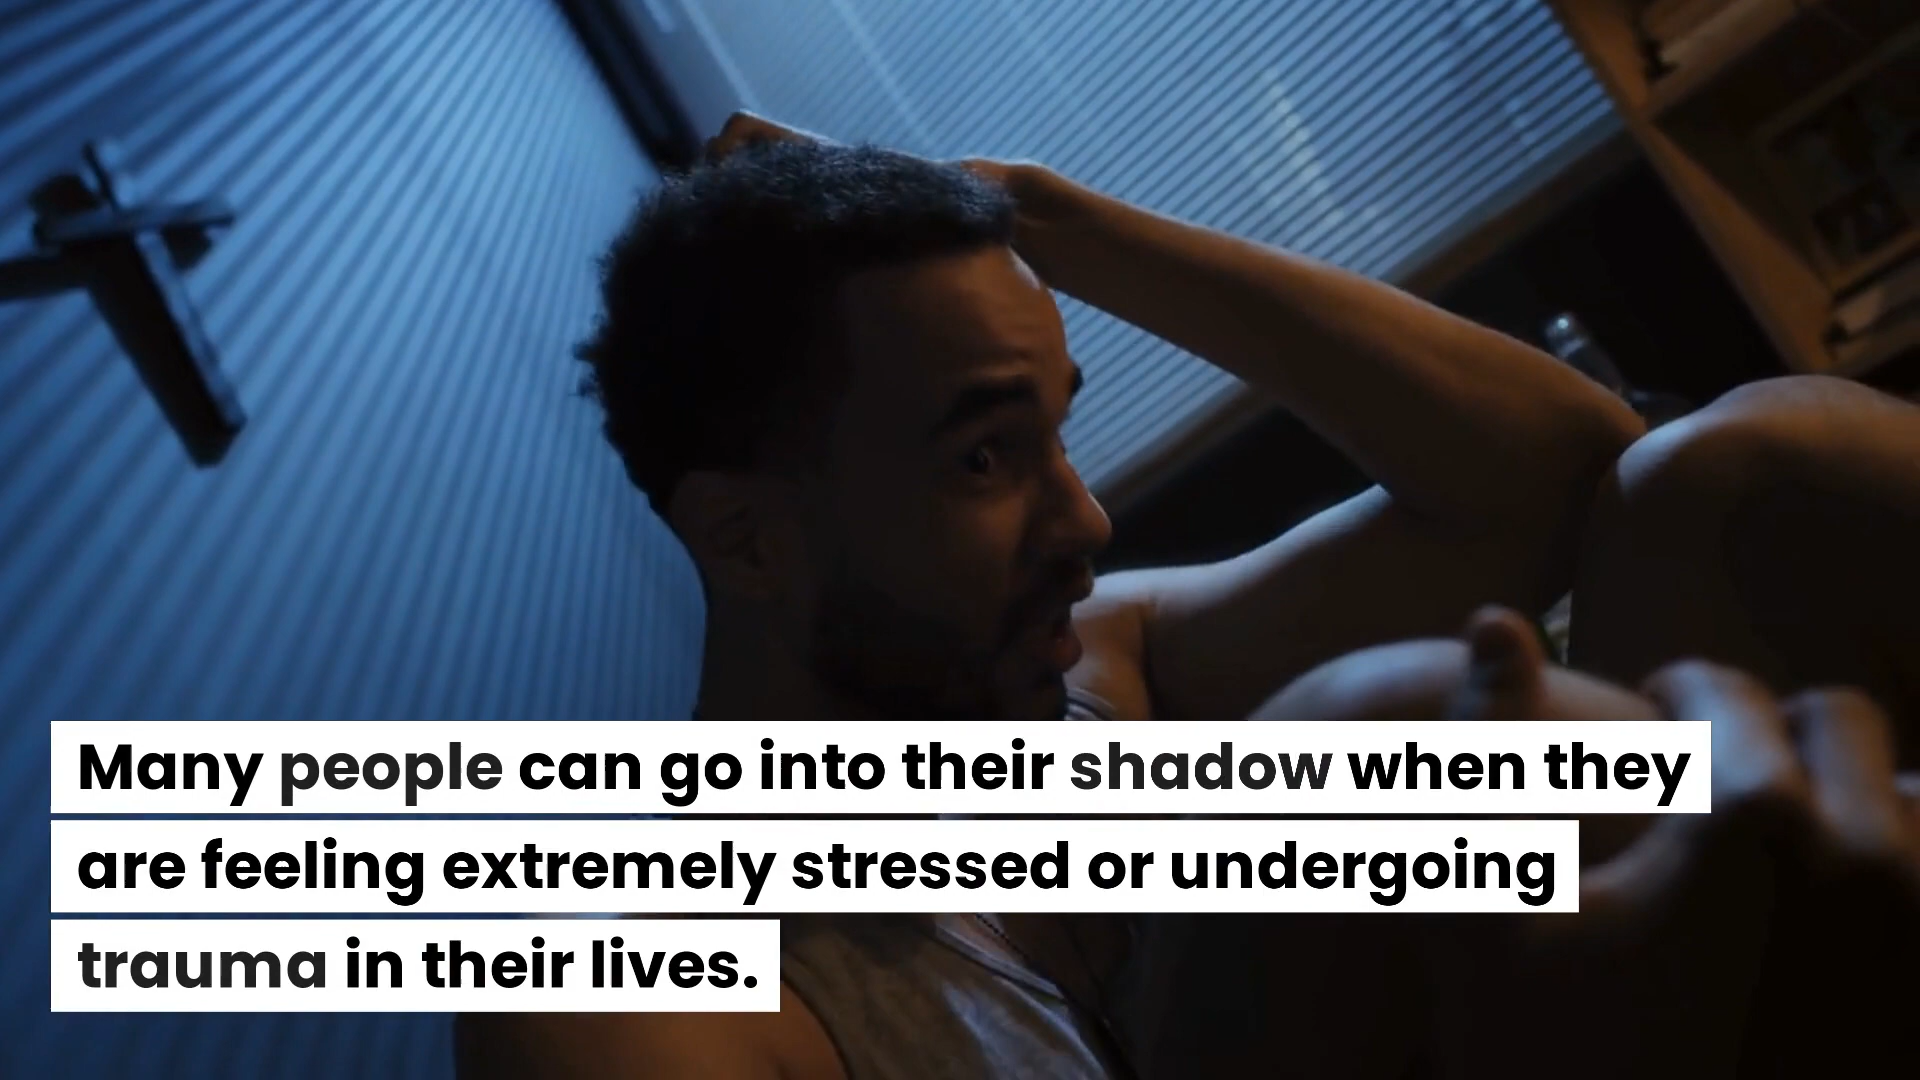 Many people can go into their shadow when they
are feeling extremely stressed or undergoing
trauma in their lives.